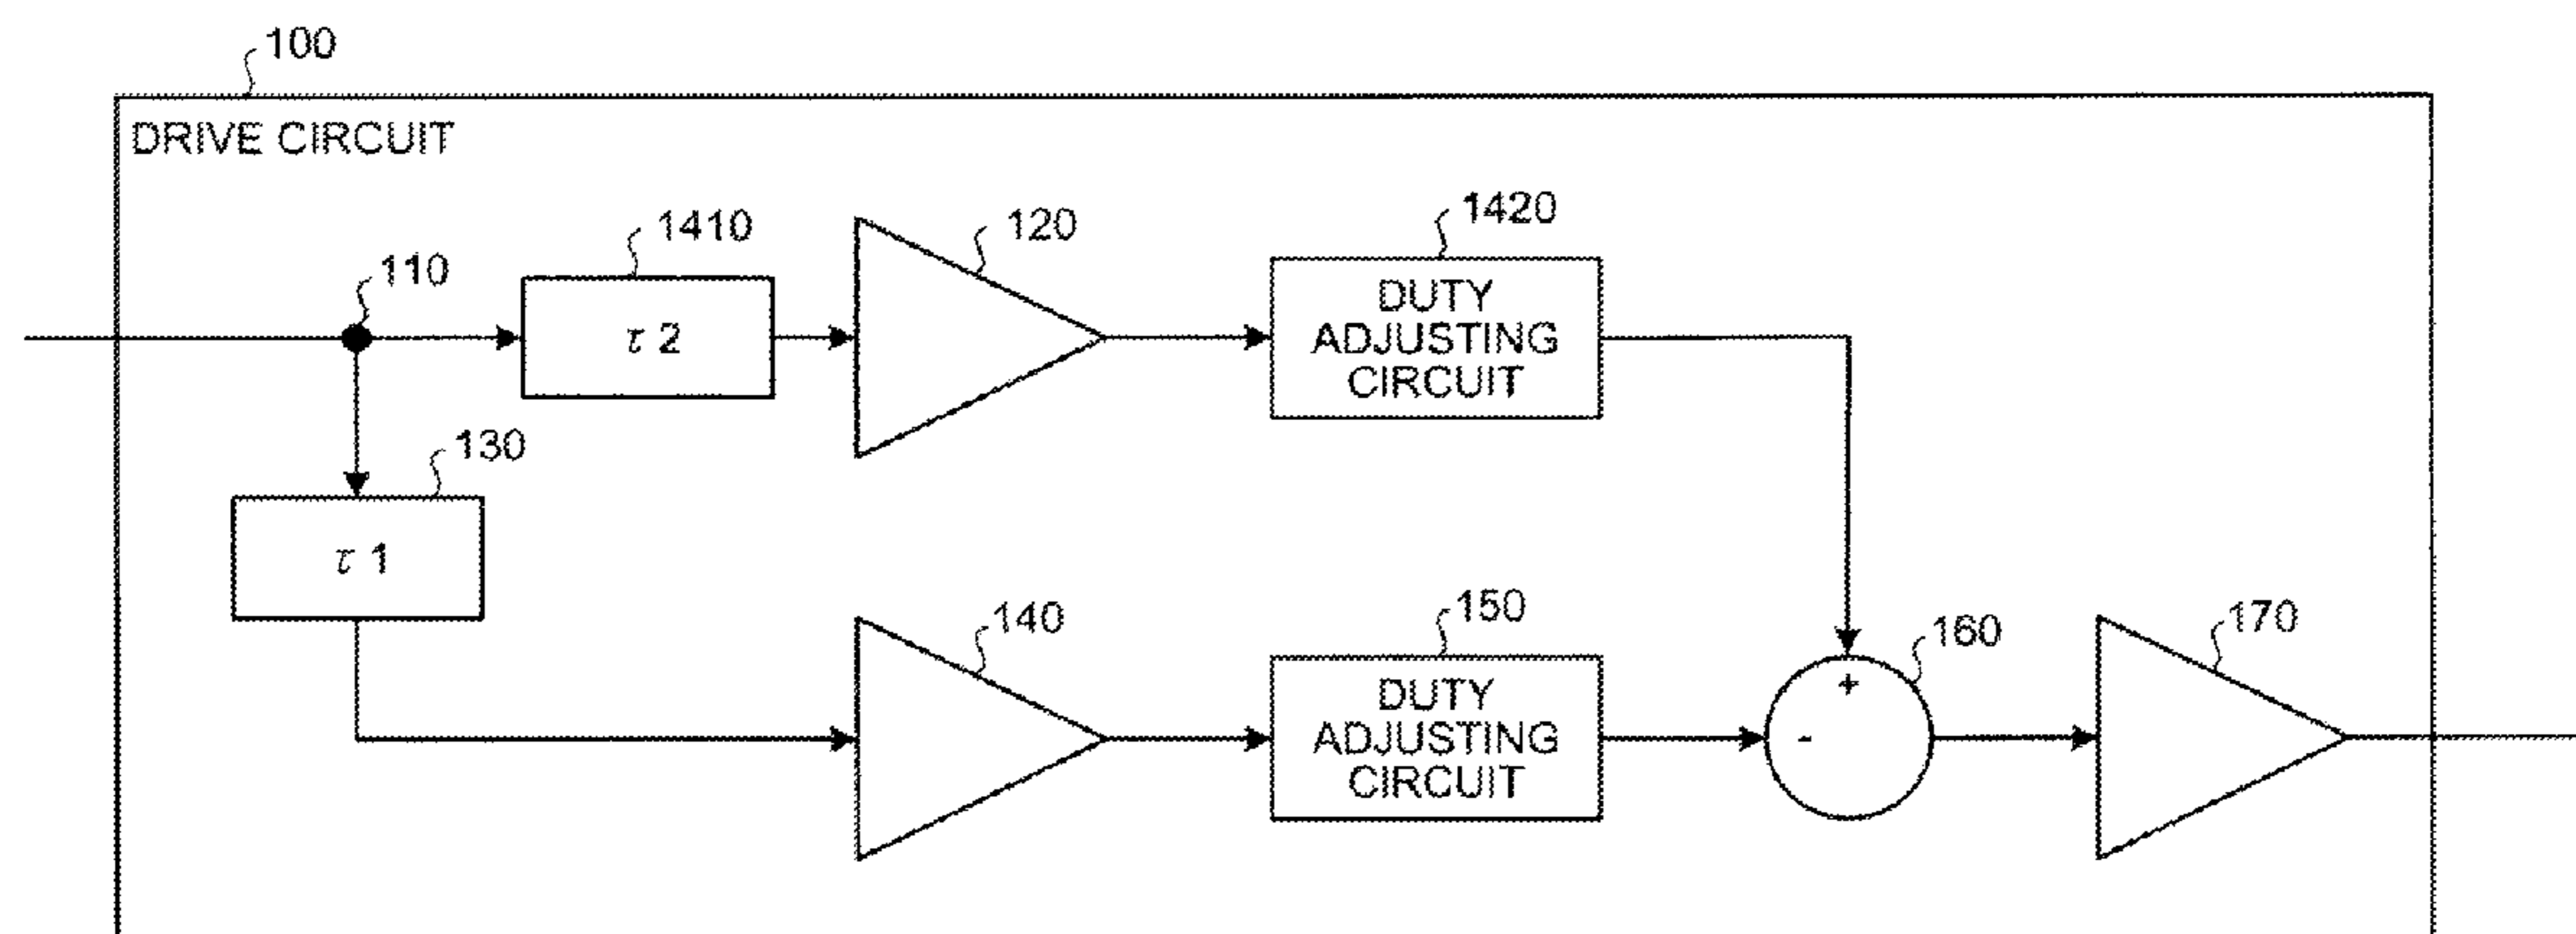 100
DRIVE CIRCUIT
1410
120
1420
110
τ 2
DUTY
ADJUSTING
CIRCUIT
130
τ 1
140
150
160
170
DUTY
ADJUSTING
CIRCUIT
+
-